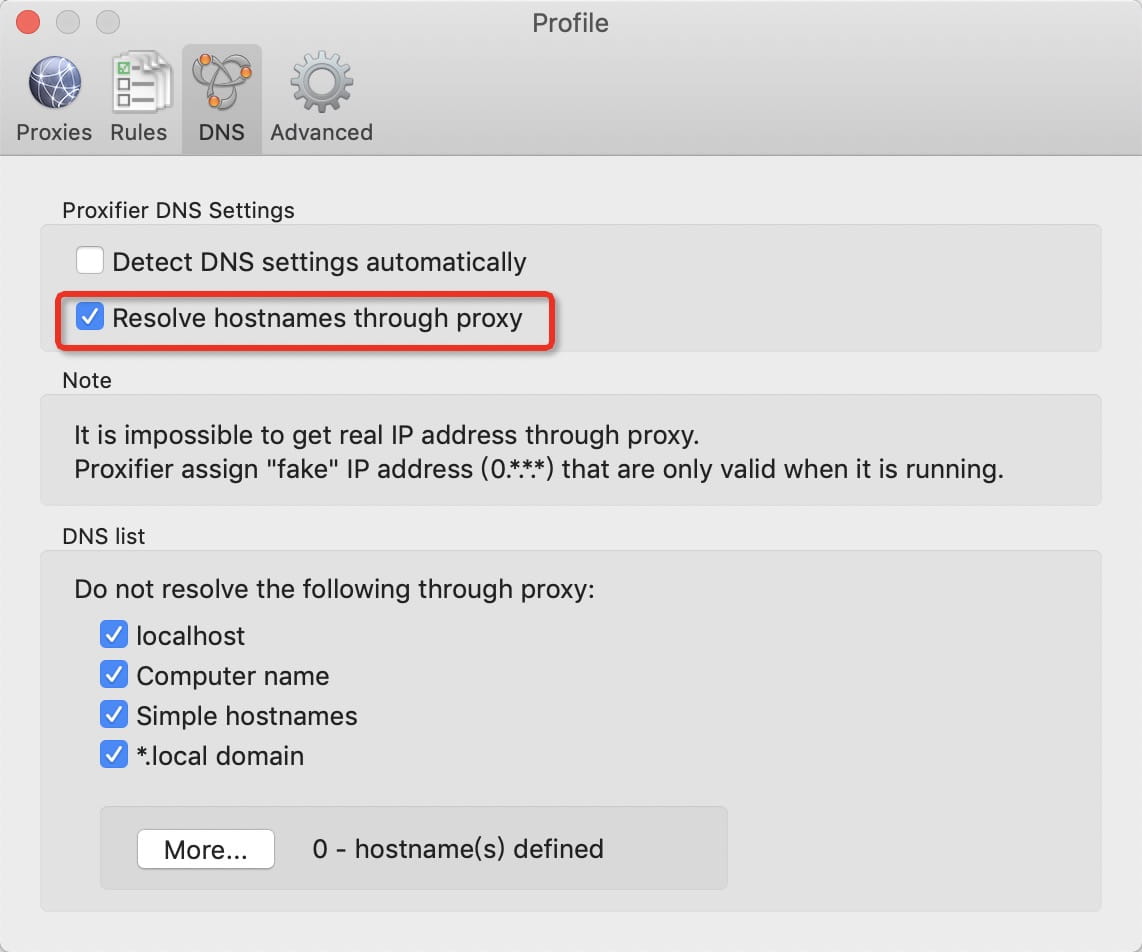 Profile
Proxies Rules DNS Advanced
Proxifier DNS Settings
Detect DNS settings automatically
Resolve hostnames through proxy
Note
It is impossible to get real IP address through proxy.
Proxifier assign "fake" IP address (0.*.*.*) that are only valid when it is running.
DNS list
Do not resolve the following through proxy:
localhost
Computer name
Simple hostnames
*.local domain
More... 0 - hostname(s) defined